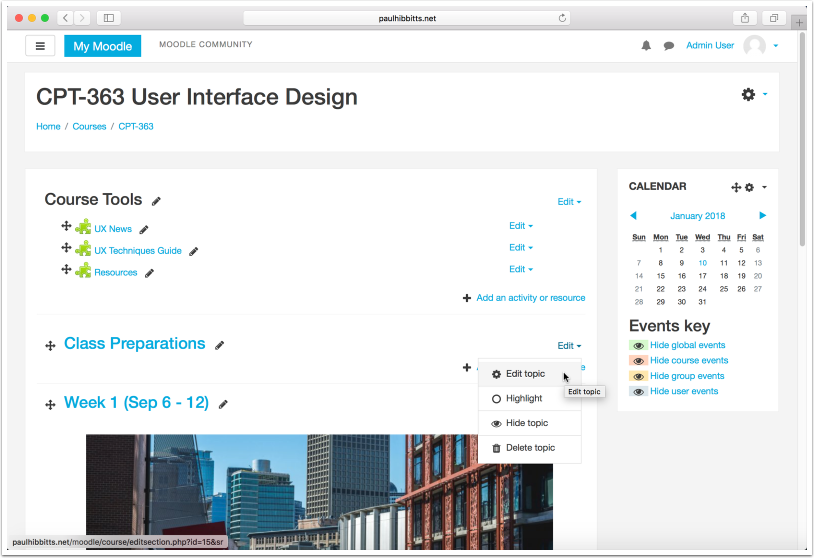 paulhibbitts.net
My Moodle
MOODLE COMMUNITY
Admin User
CPT-363 User Interface Design
Home / Courses / CPT-363
Course Tools
Edit
UX News
Edit
UX Techniques Guide
Edit
Resources
Edit
Add an activity or resource
Class Preparations
Edit
Edit topic
Edit topic
Highlight
Hide topic
Delete topic
Week 1 (Sep 6 - 12)
CALENDAR
January 2018
Sun Mon Tue Wed Thu Fri Sat
1 2 3 4 5 6
7 8 9 10 11 12 13
14 15 16 17 18 19 20
21 22 23 24 25 26 27
28 29 30 31
Events key
Hide global events
Hide course events
Hide group events
Hide user events
paulhibbitts.net/moodle/course/editsection.php?id=15&sr